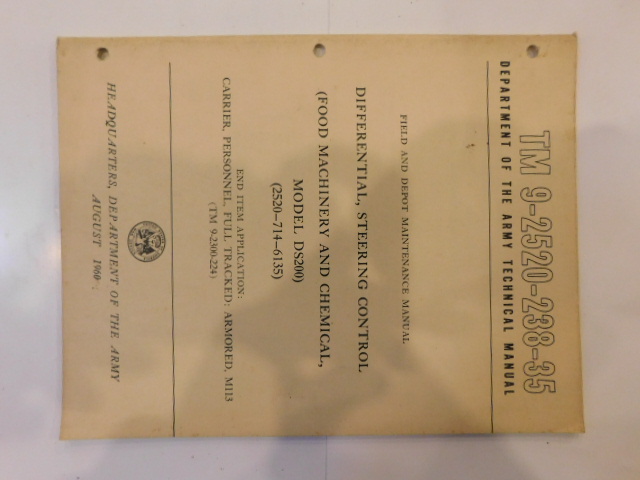 TM 9-2520-238-35
DEPARTMENT OF THE ARMY TECHNICAL MANUAL
FIELD AND DEPOT MAINTENANCE MANUAL
DIFFERENTIAL, STEERING CONTROL
(FOOD MACHINERY AND CHEMICAL,
MODEL DS200)
(2520-714-6135)
END ITEM APPLICATION:
CARRIER, PERSONNEL, FULL TRACKED: ARMORED, M113
(TM 9-2300-224)
HEADQUARTERS, DEPARTMENT OF THE ARMY
AUGUST 1960